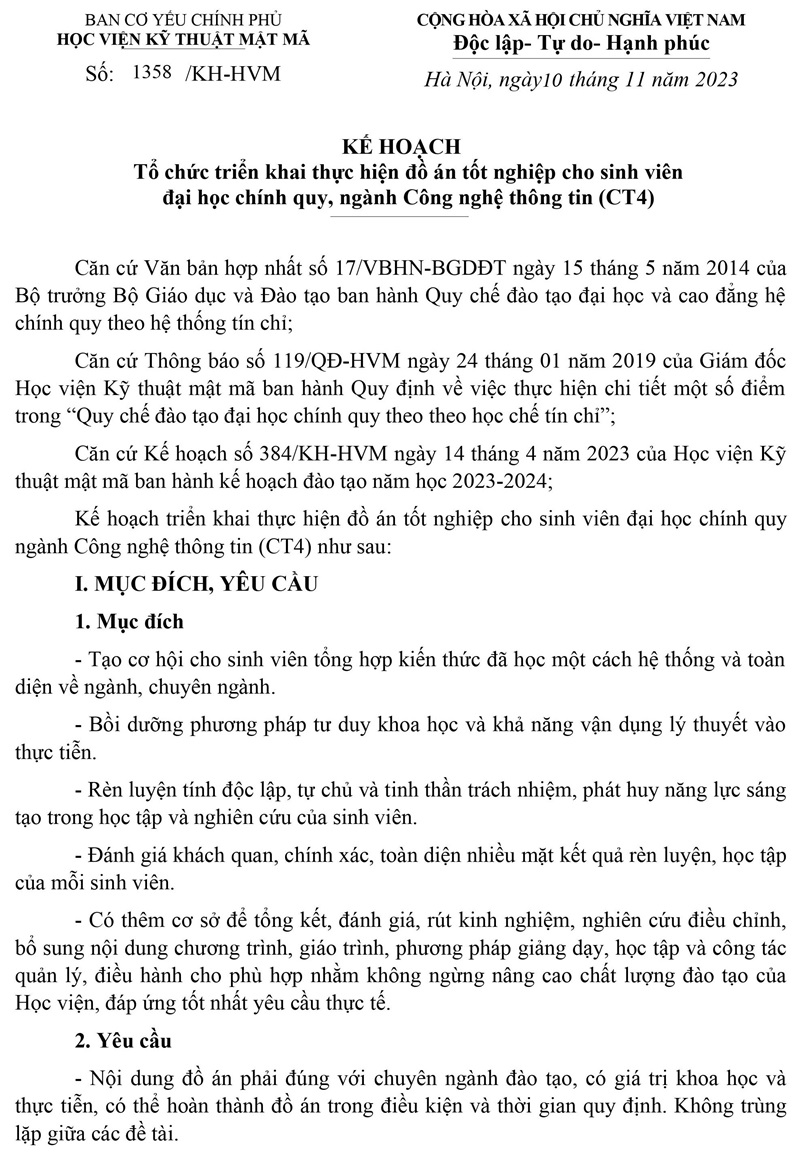 BAN CƠ YẾU CHÍNH PHỦ
HỌC VIỆN KỸ THUẬT MẬT MÃ
Số: 1358 /KH-HVM
CỘNG HÒA XÃ HỘI CHỦ NGHĨA VIỆT NAM
Độc lập- Tự do- Hạnh phúc
Hà Nội, ngày10 tháng 11 năm 2023
KẾ HOẠCH
Tổ chức triển khai thực hiện đồ án tốt nghiệp cho sinh viên
đại học chính quy, ngành Công nghệ thông tin (CT4)
Căn cứ Văn bản hợp nhất số 17/VBHN-BGDĐT ngày 15 tháng 5 năm 2014 của
Bộ trưởng Bộ Giáo dục và Đào tạo ban hành Quy chế đào tạo đại học và cao đẳng hệ
chính quy theo hệ thống tín chỉ;
Căn cứ Thông báo số 119/QĐ-HVM ngày 24 tháng 01 năm 2019 của Giám đốc
Học viện Kỹ thuật mật mã ban hành Quy định về việc thực hiện chi tiết một số điểm
trong “Quy chế đào tạo đại học chính quy theo theo học chế tín chỉ”;
Căn cứ Kế hoạch số 384/KH-HVM ngày 14 tháng 4 năm 2023 của Học viện Kỹ
thuật mật mã ban hành kế hoạch đào tạo năm học 2023-2024;
Kế hoạch triển khai thực hiện đồ án tốt nghiệp cho sinh viên đại học chính quy
ngành Công nghệ thông tin (CT4) như sau:
I. MỤC ĐÍCH, YÊU CẦU
1. Mục đích
- Tạo cơ hội cho sinh viên tổng hợp kiến thức đã học một cách hệ thống và toàn
diện về ngành, chuyên ngành.
- Bồi dưỡng phương pháp tư duy khoa học và khả năng vận dụng lý thuyết vào
thực tiễn.
- Rèn luyện tính độc lập, tự chủ và tinh thần trách nhiệm, phát huy năng lực sáng
tạo trong học tập và nghiên cứu của sinh viên.
- Đánh giá khách quan, chính xác, toàn diện nhiều mặt kết quả rèn luyện, học tập
của mỗi sinh viên.
- Có thêm cơ sở để tổng kết, đánh giá, rút kinh nghiệm, nghiên cứu điều chỉnh,
bổ sung nội dung chương trình, giáo trình, phương pháp giảng dạy, học tập và công tác
quản lý, điều hành cho phù hợp nhằm không ngừng nâng cao chất lượng đào tạo của
Học viện, đáp ứng tốt nhất yêu cầu thực tế.
2. Yêu cầu
- Nội dung đồ án phải đúng với chuyên ngành đào tạo, có giá trị khoa học và
thực tiễn, có thể hoàn thành đồ án trong điều kiện và thời gian quy định. Không trùng
lặp giữa các đề tài.